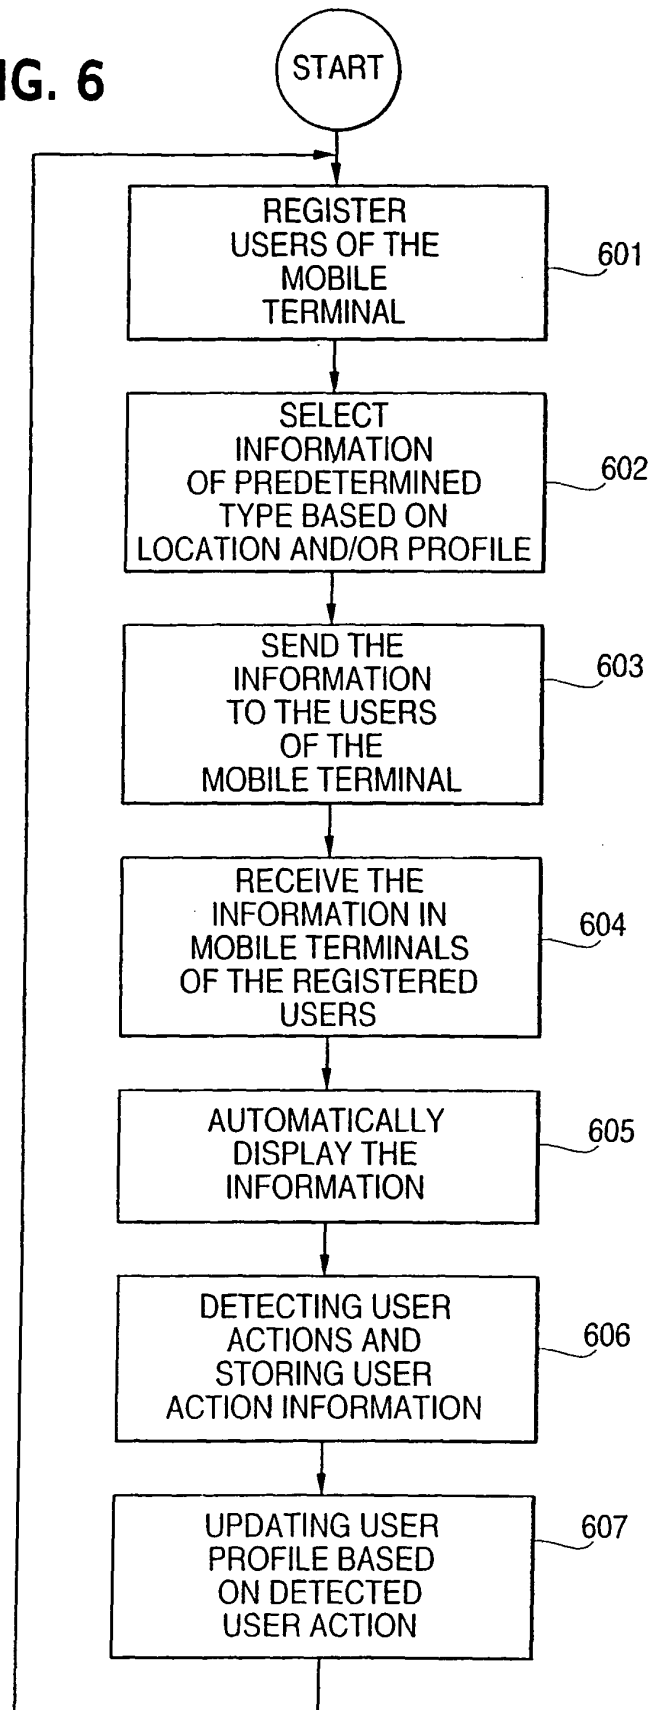 IG. 6
START
REGISTER
USERS OF THE
MOBILE
TERMINAL
601
SELECT
INFORMATION
OF PREDETERMINED
TYPE BASED ON
LOCATION AND/OR PROFILE
602
SEND THE
INFORMATION
TO THE USERS
OF THE
MOBILE TERMINAL
603
RECEIVE THE
INFORMATION IN
MOBILE TERMINALS
OF THE REGISTERED
USERS
604
AUTOMATICALLY
DISPLAY THE
INFORMATION
605
DETECTING USER
ACTIONS AND
STORING USER
ACTION INFORMATION
606
UPDATING USER
PROFILE BASED
ON DETECTED
USER ACTION
607